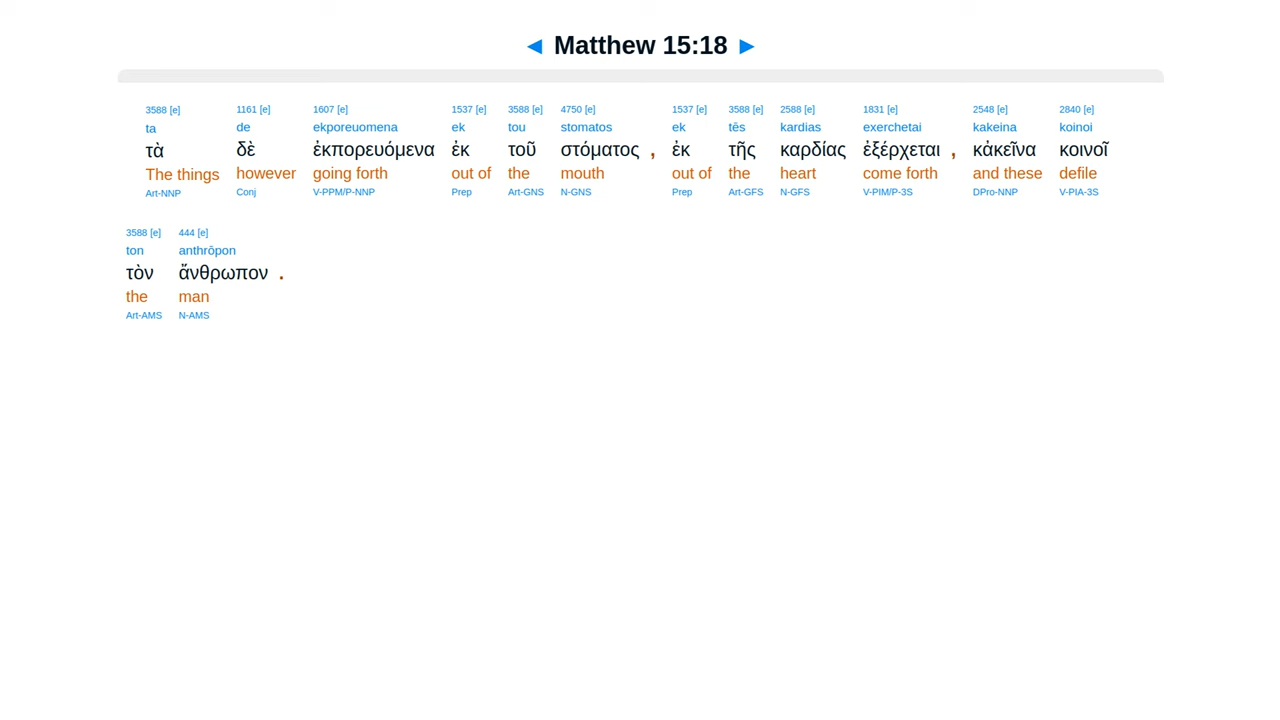 ◄ Matthew 15:18 ►
3588 [e] 1161 [e] 1607 [e] 1537 [e] 3588 [e] 4750 [e] 1537 [e] 3588 [e] 2588 [e] 1831 [e] 2548 [e] 2840 [e]
ta de ekporeuomena ek tou stomatos ek tēs kardias exerchetai kakeina koinoi
τὰ δὲ ἐκπορευόμενα ἐκ τοῦ στόματος , ἐκ τῆς καρδίας ἐξέρχεται , κἀκεῖνα κοινοῖ
The things however going forth out of the mouth out of the heart come forth and these defile
Art-NNP Conj V-PPM/P-NNP Prep Art-GNS N-GNS Prep Art-GFS N-GFS V-PIM/P-3S DPro-NNP V-PIA-3S
3588 [e] 444 [e]
ton anthrōpon
τὸν ἄνθρωπον .
the man
Art-AMS N-AMS